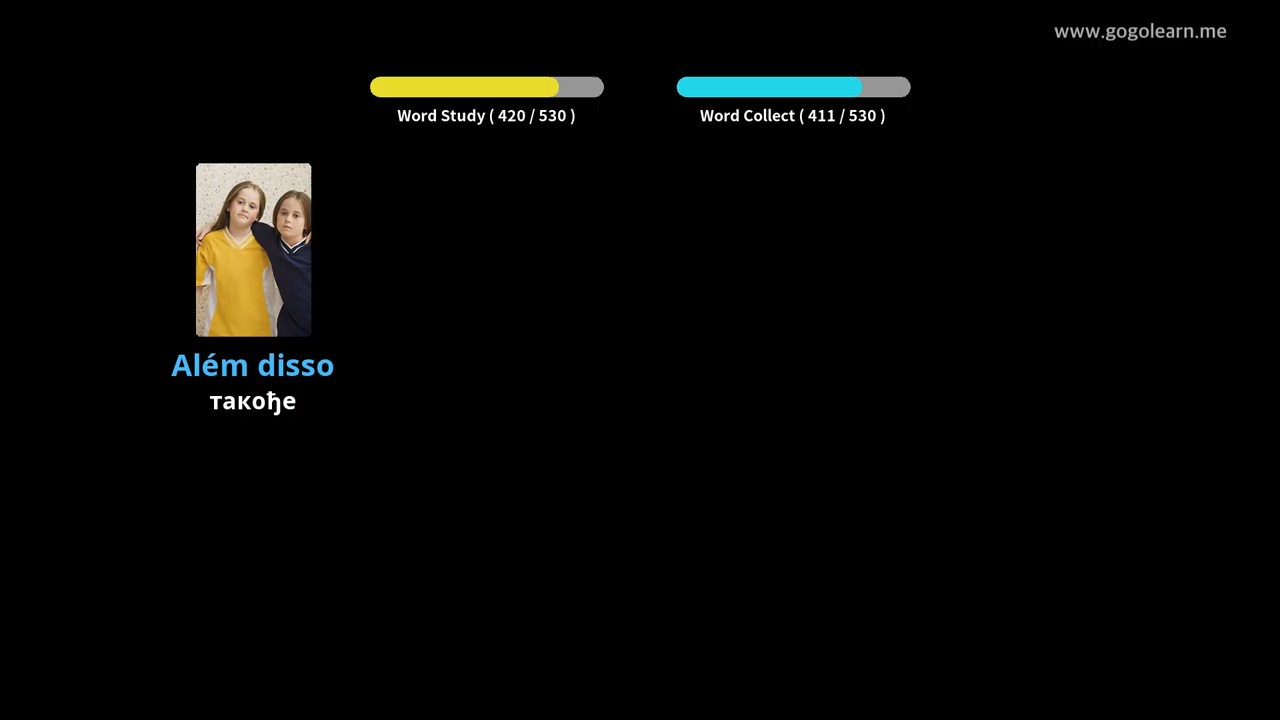 www.gogolearn.me
Word Study ( 420 / 530 )
Word Collect ( 411 / 530 )
Além disso
такође